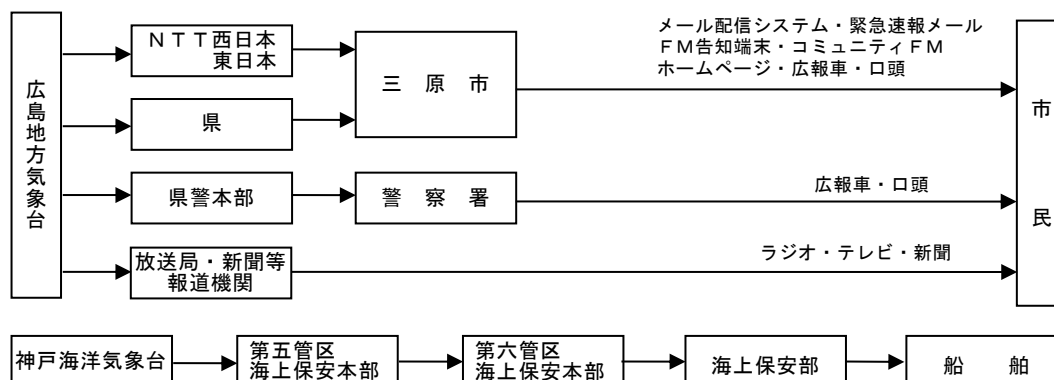 広島地方気象台
ＮＴＴ西日本
東日本
県
県警本部
放送局・新聞等
報道機関
三　原　市
警　察　署
メール配信システム・緊急速報メール
ＦＭ告知端末・コミュニティＦＭ
ホームページ・広報車・口頭
広報車・口頭
ラジオ・テレビ・新聞
市　民
神戸海洋気象台
第五管区
海上保安本部
第六管区
海上保安本部
海上保安部
船　舶